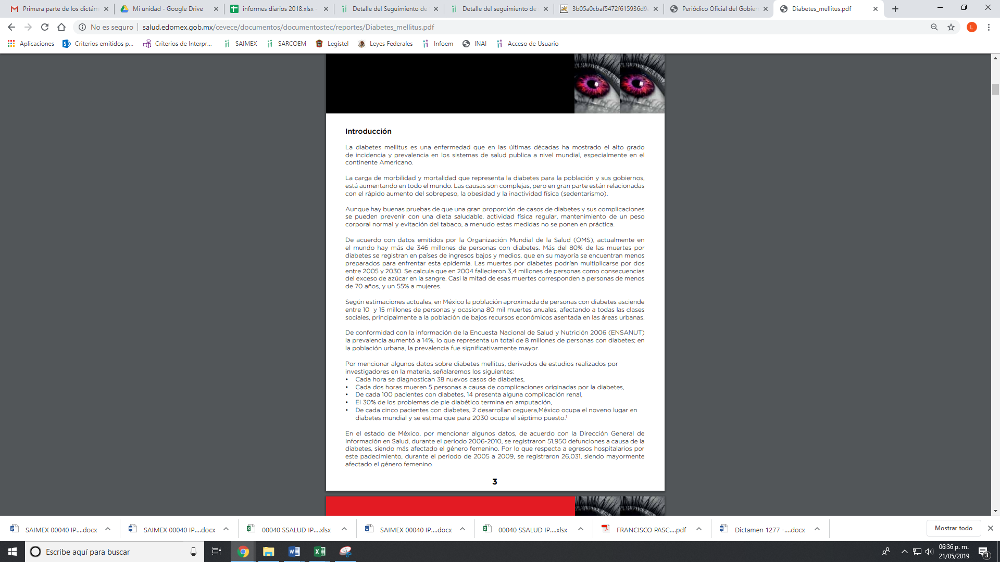 Primera parte de los dictám
Mi unidad - Google Drive
informes diarios 2018.xlsx -
Detalle del Seguimiento de
Detalle del seguimiento de
3b05a0cbaf5472f615936d9
Periódico Oficial del Gobier
Diabetes_mellitus.pdf
No es seguro | salud.edomex.gob.mx/cevece/documentos/documentostec/reportes/Diabetes_mellitus.pdf
L
Aplicaciones
Criterios emitidos p...
Criterios de Interpr...
SAIMEX
SARCOEM
Legistel
Leyes Federales
Infoem
INAI
Acceso de Usuario
Introducción
La diabetes mellitus es una enfermedad que en las últimas décadas ha mostrado el alto grado
de incidencia y prevalencia en los sistemas de salud publica a nivel mundial, especialmente en el
continente Americano.
La carga de morbilidad y mortalidad que representa la diabetes para la población y sus gobiernos,
está aumentando en todo el mundo. Las causas son complejas, pero en gran parte están relacionadas
con el rápido aumento del sobrepeso, la obesidad y la inactividad física (sedentarismo).
Aunque hay buenas pruebas de que una gran proporción de casos de diabetes y sus complicaciones
se pueden prevenir con una dieta saludable, actividad física regular, mantenimiento de un peso
corporal normal y evitación del tabaco, a menudo estas medidas no se ponen en práctica.
De acuerdo con datos emitidos por la Organización Mundial de la Salud (OMS), actualmente en
el mundo hay más de 346 millones de personas con diabetes. Más del 80% de las muertes por
diabetes se registran en países de ingresos bajos y medios, que en su mayoría se encuentran menos
preparados para enfrentar esta epidemia. Las muertes por diabetes podrían multiplicarse por dos
entre 2005 y 2030. Se calcula que en 2004 fallecieron 3,4 millones de personas como consecuencias
del exceso de azúcar en la sangre. Casi la mitad de esas muertes corresponden a personas de menos
de 70 años, y un 55% a mujeres.
Según estimaciones actuales, en México la población aproximada de personas con diabetes asciende
entre 10 y 15 millones de personas y ocasiona 80 mil muertes anuales, afectando a todas las clases
sociales, principalmente a la población de bajos recursos económicos asentada en las áreas urbanas.
De conformidad con la información de la Encuesta Nacional de Salud y Nutrición 2006 (ENSANUT)
la prevalencia aumentó a 14%, lo que representa un total de 8 millones de personas con diabetes; en
la población urbana, la prevalencia fue significativamente mayor.
Por mencionar algunos datos sobre diabetes mellitus, derivados de estudios realizados por
investigadores en la materia, señalaremos los siguientes:
• Cada hora se diagnostican 38 nuevos casos de diabetes,
• Cada dos horas mueren 5 personas a causa de complicaciones originadas por la diabetes,
• De cada 100 pacientes con diabetes, 14 presenta alguna complicación renal,
• El 30% de los problemas de pie diabético termina en amputación,
• De cada cinco pacientes con diabetes, 2 desarrollan ceguera,México ocupa el noveno lugar en
diabetes mundial y se estima que para 2030 ocupe el séptimo puesto.¹
En el estado de México, por mencionar algunos datos, de acuerdo con la Dirección General de
Información en Salud, durante el periodo 2006-2010, se registraron 51,950 defunciones a causa de la
diabetes, siendo más afectado el género femenino. Por lo que respecta a egresos hospitalarios por
este padecimiento, durante el periodo de 2005 a 2009, se registraron 26,031, siendo mayormente
afectado el género femenino.
3
SAIMEX 00040 IP....docx
SAIMEX 00040 IP....docx
00040 SSALUD IP....xlsx
SAIMEX 00040 IP....docx
00040 SSALUD IP....xlsx
FRANCISCO PASC....pdf
Dictamen 1277 -....docx
Mostrar todo
Escribe aquí para buscar
06:36 p. m.
21/05/2019
3